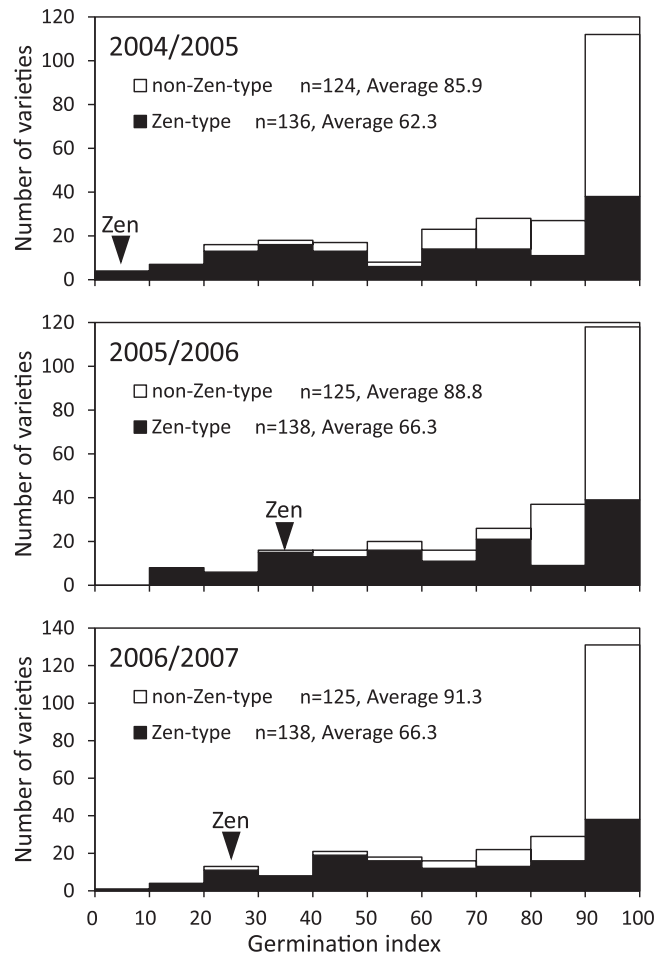 120
100
80
60
40
20
0
Number of varieties
2004/2005
non-Zen-type n=124, Average 85.9
Zen-type n=136, Average 62.3
Zen
120
100
80
60
40
20
0
Number of varieties
2005/2006
non-Zen-type n=125, Average 88.8
Zen-type n=138, Average 66.3
Zen
140
120
100
80
60
40
20
0
Number of varieties
2006/2007
non-Zen-type n=125, Average 91.3
Zen-type n=138, Average 66.3
Zen
0 10 20 30 40 50 60 70 80 90 100
Germination index